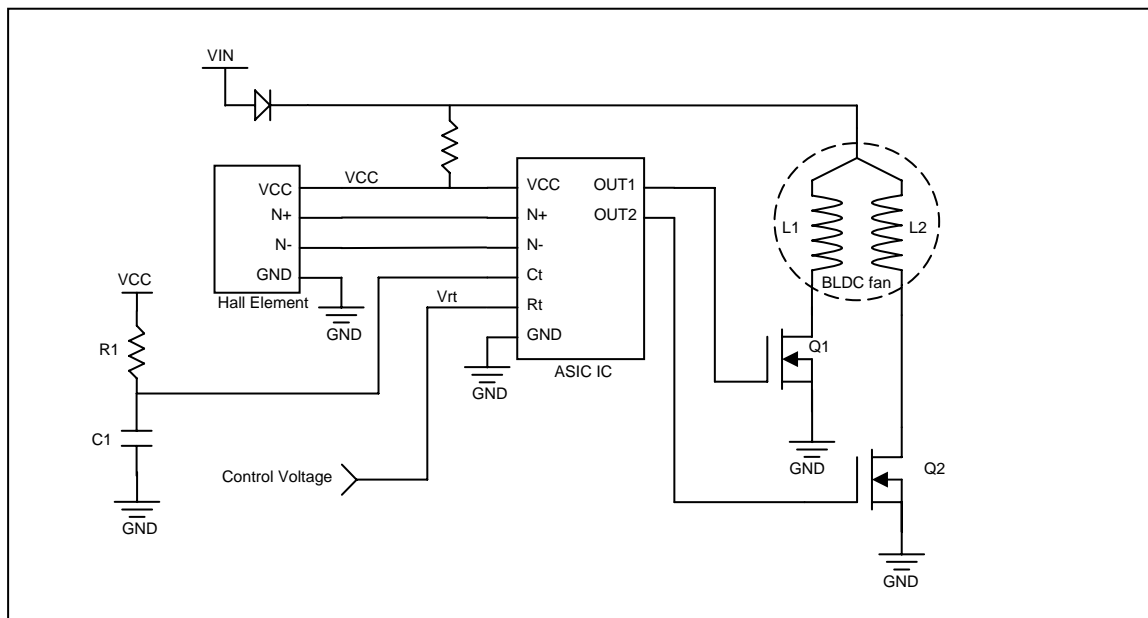 VIN
VCC
VCC
N+
N-
GND
Hall Element
GND
VCC
R1
C1
GND
Vrt
Control Voltage
VCC
N+
N-
Ct
Rt
GND
OUT1
OUT2
ASIC IC
GND
L1
L2
BLDC fan
Q1
GND
Q2
GND